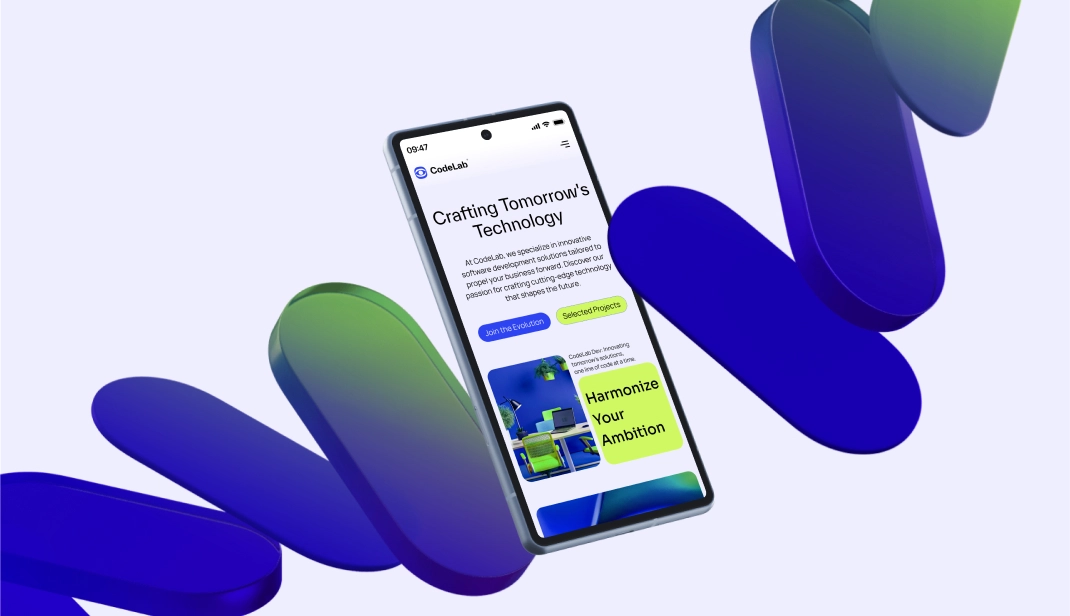 09:47
CodeLab
Crafting Tomorrow's
Technology
At CodeLab, we specialize in innovative
software development solutions tailored to
propel your business forward. Discover our
passion for crafting cutting-edge technology
that shapes the future.
Join the Evolution
Selected Projects
CodeLab Dev: Innovating
tomorrow's solutions,
one line of code at a time.
Harmonize
Your
Ambition